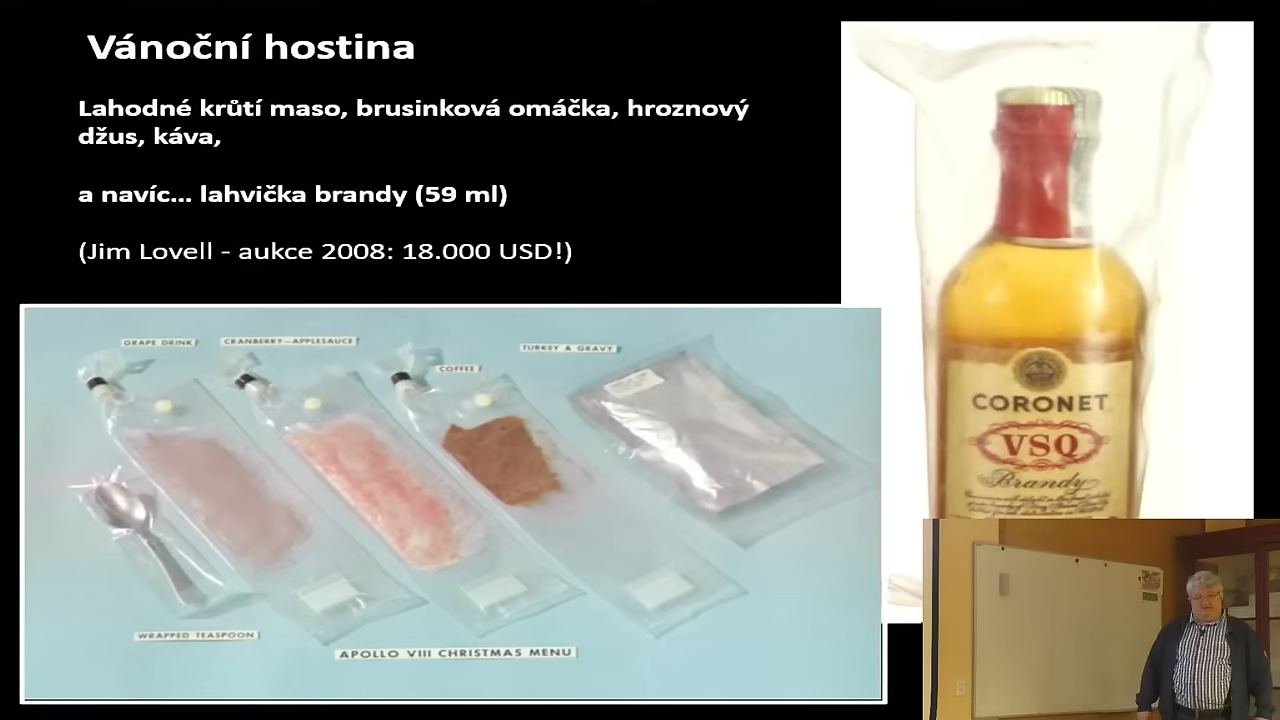 Vánoční hostina
Lahodné krůtí maso, brusinková omáčka, hroznový
džus, káva,
a navíc... lahvička brandy (59 ml)
(Jim Lovell - aukce 2008: 18.000 USD!)
GRAPE DRINK
CRANBERRY-APPLESAUCE
COFFEE
TURKEY & GRAVY
WRAPPED TEASPOON
APOLLO VIII CHRISTMAS MENU
CORONET
VSQ
Brandy